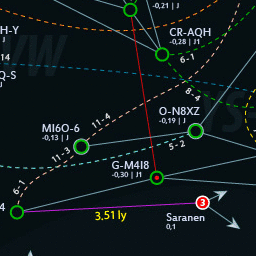 -0,21 | J
H-Y
| J
CR-AQH
-0,28 | J1
14
6-1
Q-S
J
8-4
11-4
O-N8XZ
-0,19 | J
MI6O-6
-0,13 | J
5-2
11-3
G-M4I8
-0,30 | J1
6-1
4
3.51 ly
3
Saranen
0,1